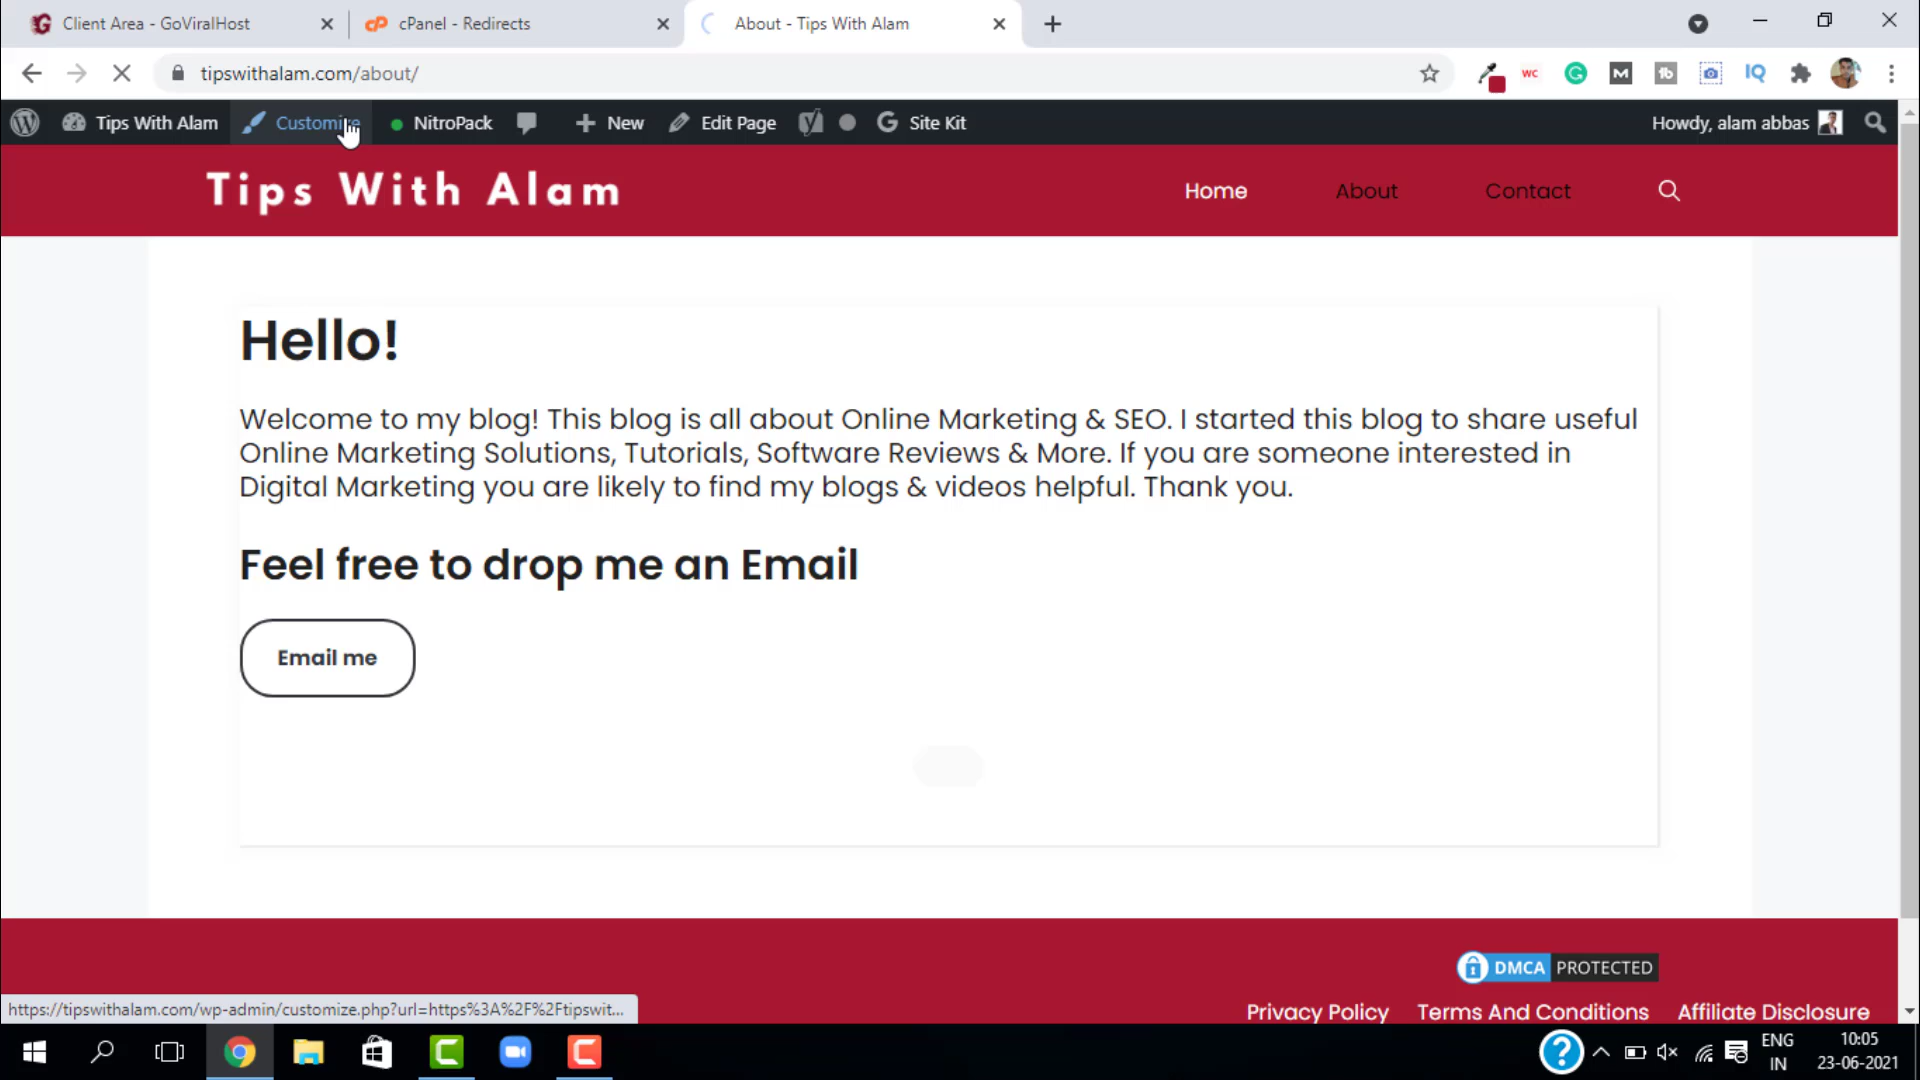 Client Area - GoViralHost
cPanel - Redirects
About - Tips With Alam
tipswithalam.com/about/
WC
M
IQ
Tips With Alam
Customize
NitroPack
New
Edit Page
Site Kit
Howdy, alam abbas
Tips With Alam
Home
About
Contact
Hello!
Welcome to my blog! This blog is all about Online Marketing & SEO. I started this blog to share useful
Online Marketing Solutions, Tutorials, Software Reviews & More. If you are someone interested in
Digital Marketing you are likely to find my blogs & videos helpful. Thank you.
Feel free to drop me an Email
Email me
DMCA PROTECTED
Privacy Policy
Terms And Conditions
Affiliate Disclosure
https://tipswithalam.com/wp-admin/customize.php?url=https%3A%2F%2Ftipswit...
ENG
IN
10:05
23-06-2021